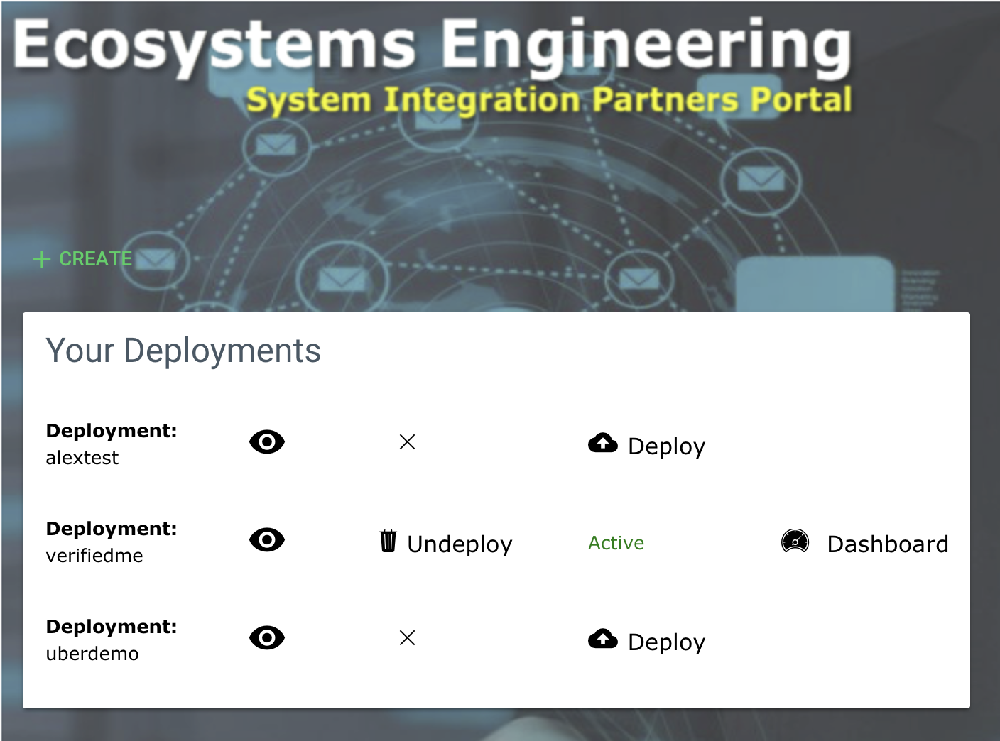 Ecosystems Engineering
System Integration Partners Portal
+ CREATE
Your Deployments
Deployment:
alextest
Deploy
Deployment:
verifiedme
Undeploy
Active
Dashboard
Deployment:
uberdemo
Deploy